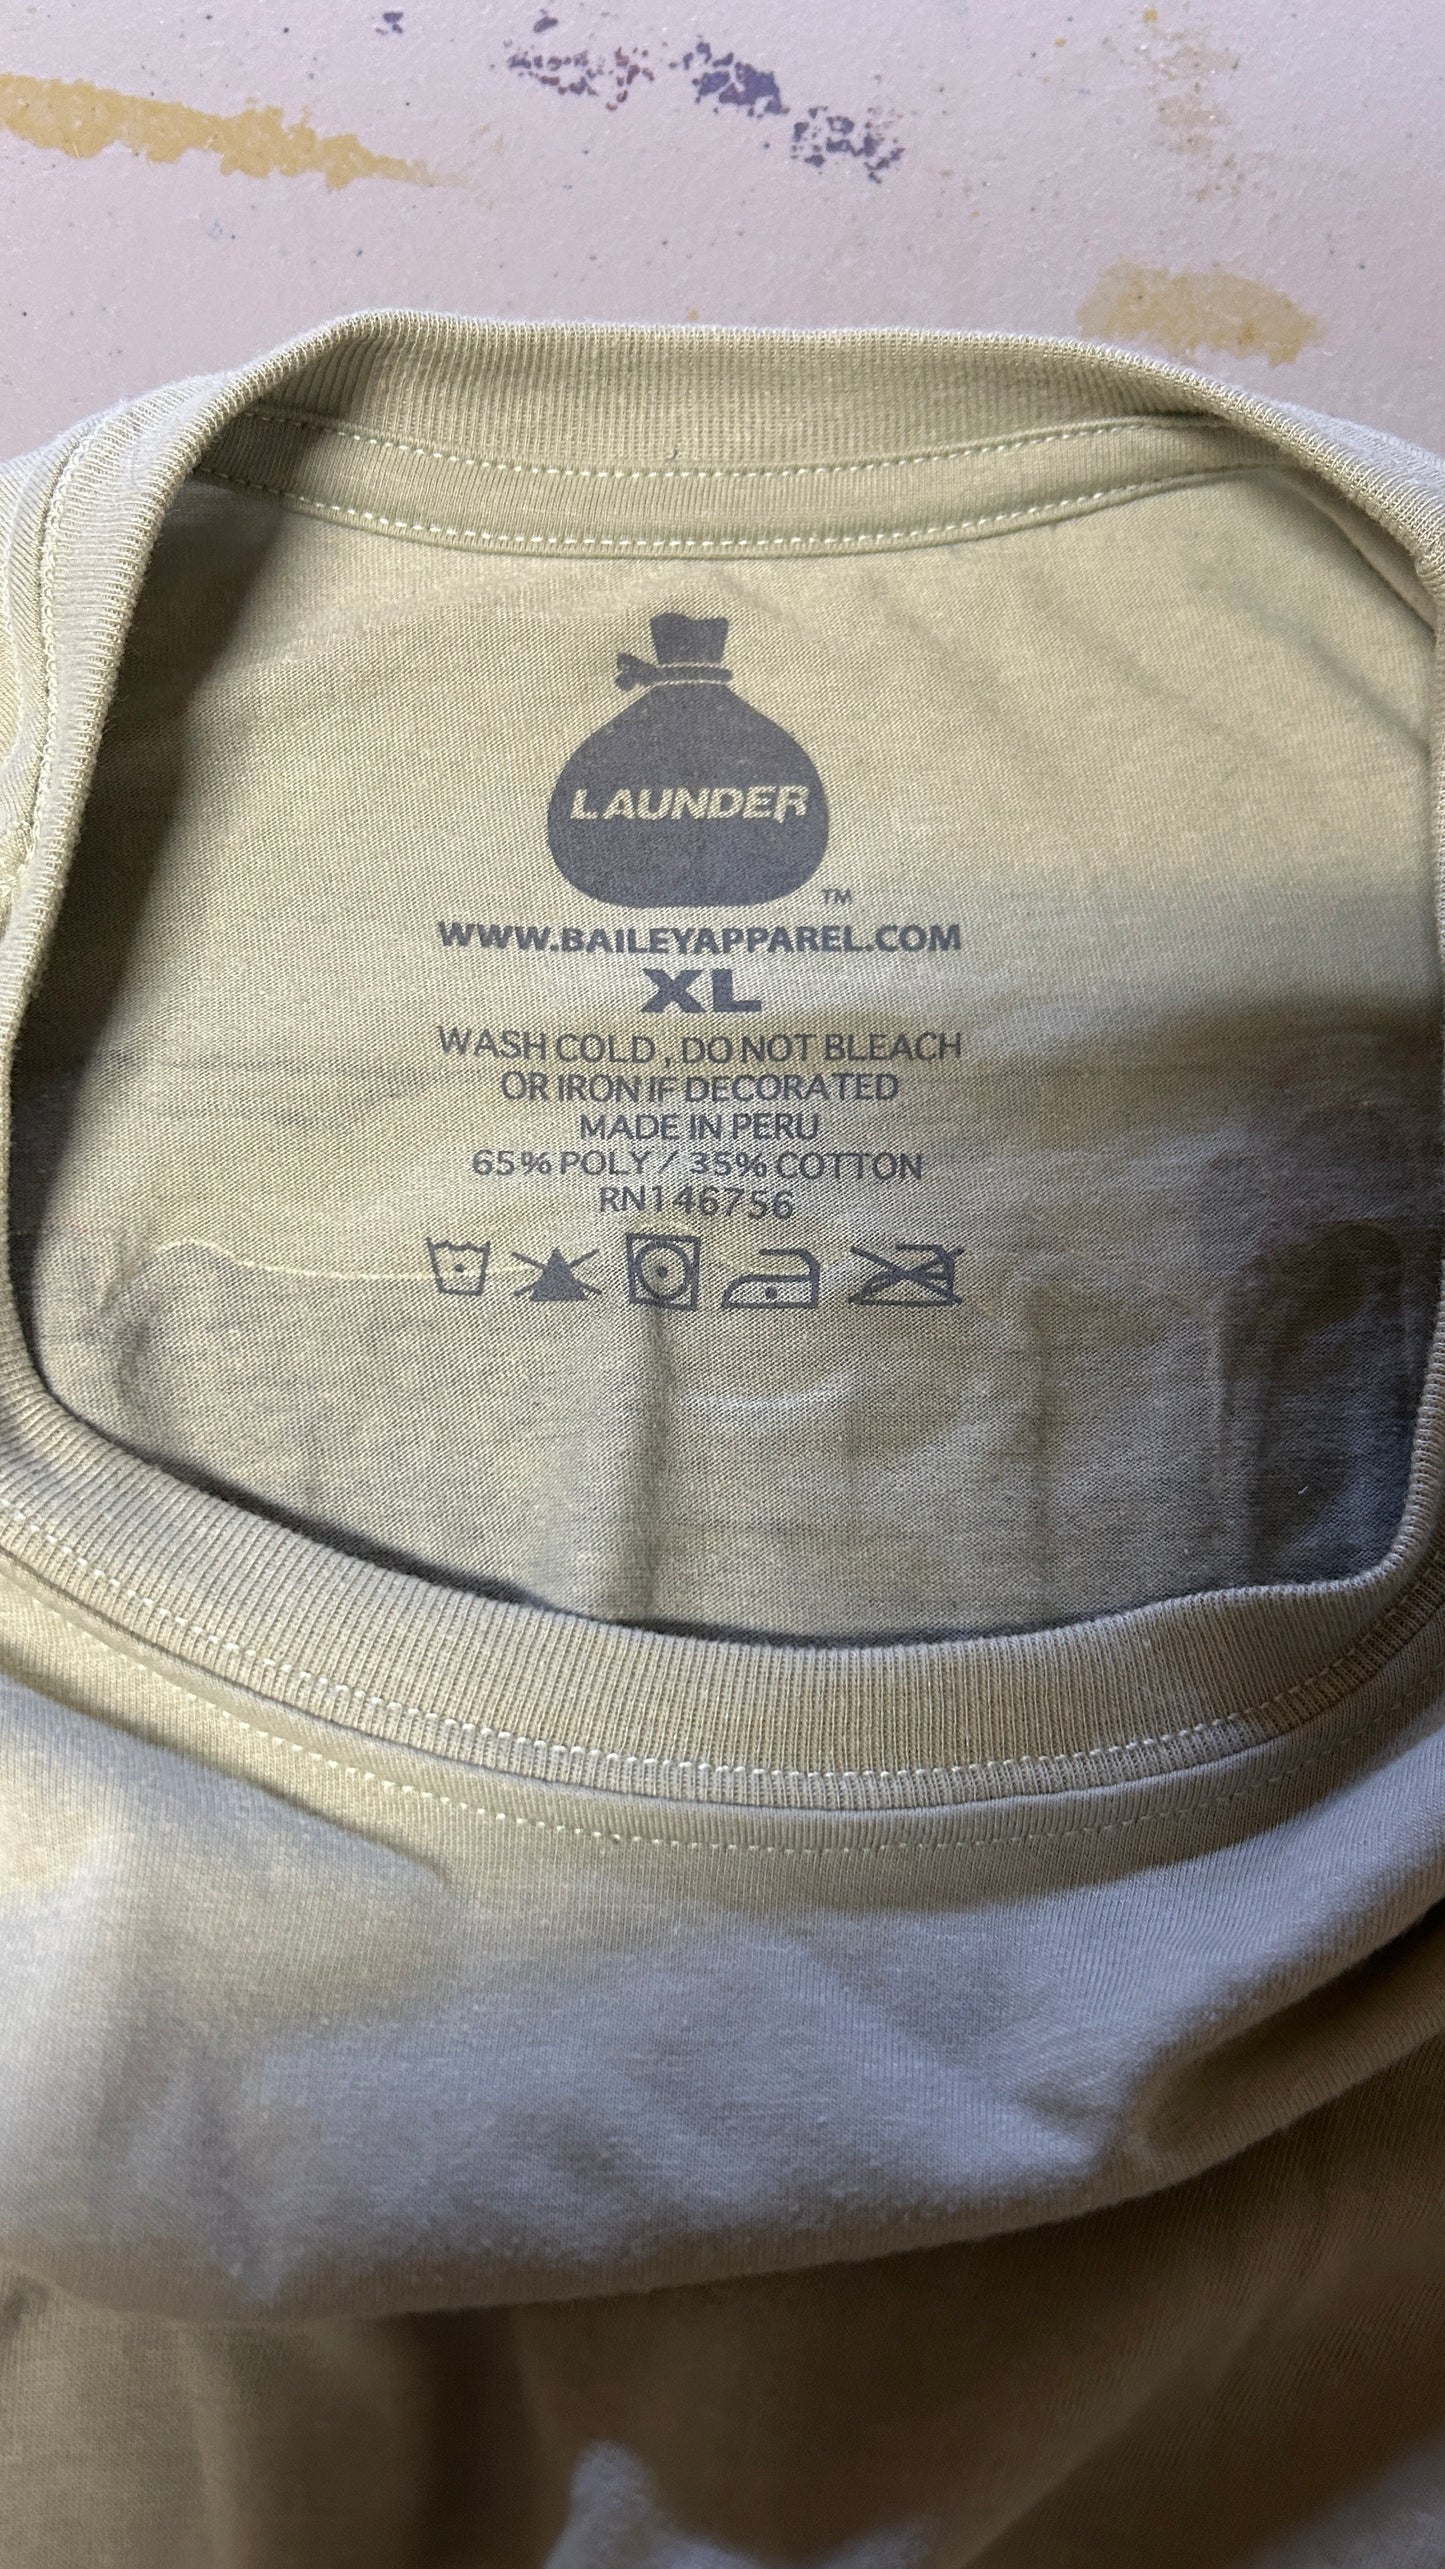 LAUNDER
TM
WWW.BAILEYAPPAREL.COM
XL
WASH COLD, DO NOT BLEACH
OR IRON IF DECORATED
MADE IN PERU
65% POLY / 35% COTTON
RN146756